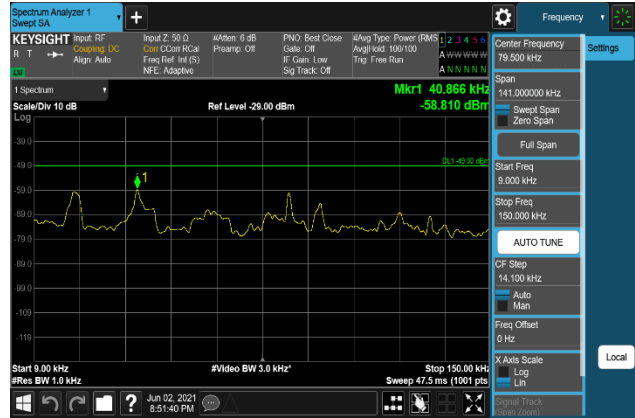 Spectrum Analyzer 1
Swept SA
Frequency
KEYSIGHT
R T
LXI
Input: RF
Coupling: DC
Align: Auto
Input Z: 50 Ω
Corr CCorr RCal
Freq Ref: Int (S)
NFE: Adaptive
#Atten: 6 dB
Preamp: Off
PNO: Best Close
Gate: Off
IF Gain: Low
Sig Track: Off
#Avg Type: Power (RMS
Avg|Hold: 100/100
Trig: Free Run
1 2 3 4 5 6
A W W W W W
A N N N N N
1 Spectrum
Scale/Div 10 dB
Log
Ref Level -29.00 dBm
Mkr1 40.866 kHz
-58.810 dBm
-39.0
-49.0
-59.0
-69.0
-79.0
-89.0
-99.0
-109
-119
DL1 -49.00 dBm
1
Start 9.00 kHz
#Res BW 1.0 kHz
#Video BW 3.0 kHz*
Stop 150.00 kHz
Sweep 47.5 ms (1001 pts
Center Frequency
79.500 kHz
Settings
Span
141.000000 kHz
Swept Span
Zero Span
Full Span
Start Freq
9.000 kHz
Stop Freq
150.000 kHz
AUTO TUNE
CF Step
14.100 kHz
Auto
Man
Freq Offset
0 Hz
X Axis Scale
Log
Lin
Local
Signal Track
(Span Zoom)
?
Jun 02, 2021
8:51:40 PM